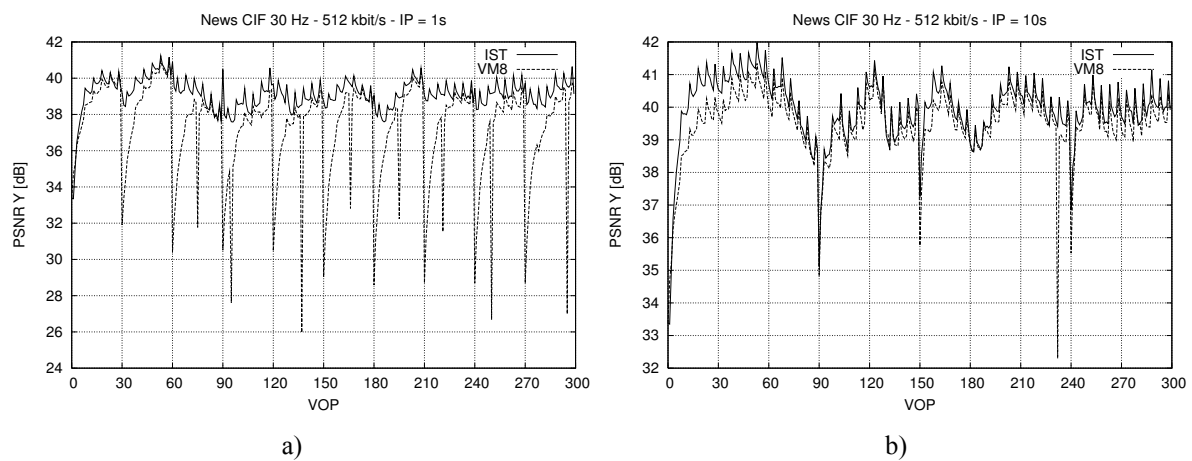 News CIF 30 Hz - 512 kbit/s - IP = 1s
42
40
38
36
34
32
30
28
26
24
PSNR Y [dB]
IST
VM8
0 30 60 90 120 150 180 210 240 270 300
VOP
a)
News CIF 30 Hz - 512 kbit/s - IP = 10s
42
41
40
39
38
37
36
35
34
33
32
PSNR Y [dB]
IST
VM8
0 30 60 90 120 150 180 210 240 270 300
VOP
b)